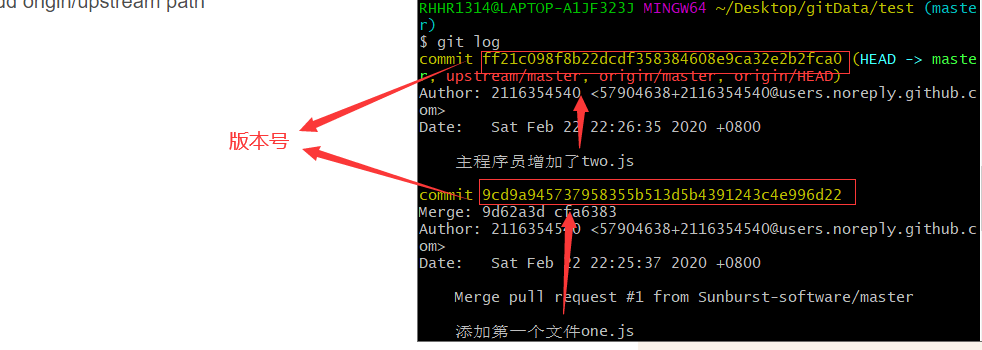 dd origin/upstream path
RHHR1314@LAPTOP-A1JF323J MINGW64 ~/Desktop/gitData/test (maste
r)
$ git log
commit ff21c098f8b22dcdf358384608e9ca32e2b2fca0 (HEAD -> maste
r, upstream/master, origin/master, origin/HEAD)
Author: 2116354540 <57904638+2116354540@users.noreply.github.c
om>
Date:   Sat Feb 22 22:26:35 2020 +0800
版本号
主程序员增加了two.js
commit 9cd9a945737958355b513d5b4391243c4e996d22
Merge: 9d62a3d cfa6383
Author: 2116354540 <57904638+2116354540@users.noreply.github.c
om>
Date:   Sat Feb 22 22:25:37 2020 +0800
Merge pull request #1 from Sunburst-software/master
添加第一个文件one.js